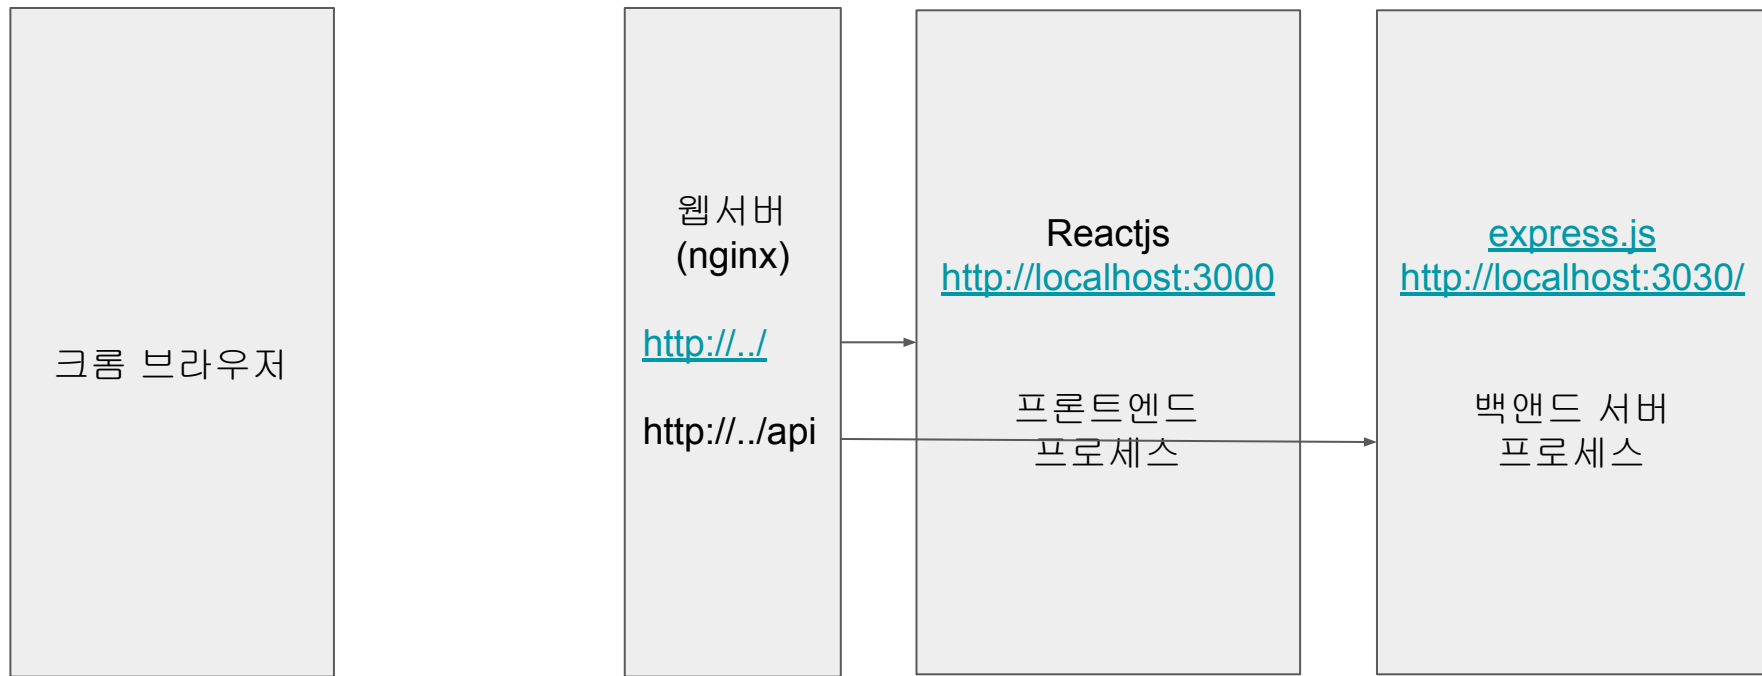 크롬 브라우저
웹서버
(nginx)
http://../
http://../api
Reactjs
http://localhost:3000
프론트엔드
프로세스
express.js
http://localhost:3030/
백앤드 서버
프로세스